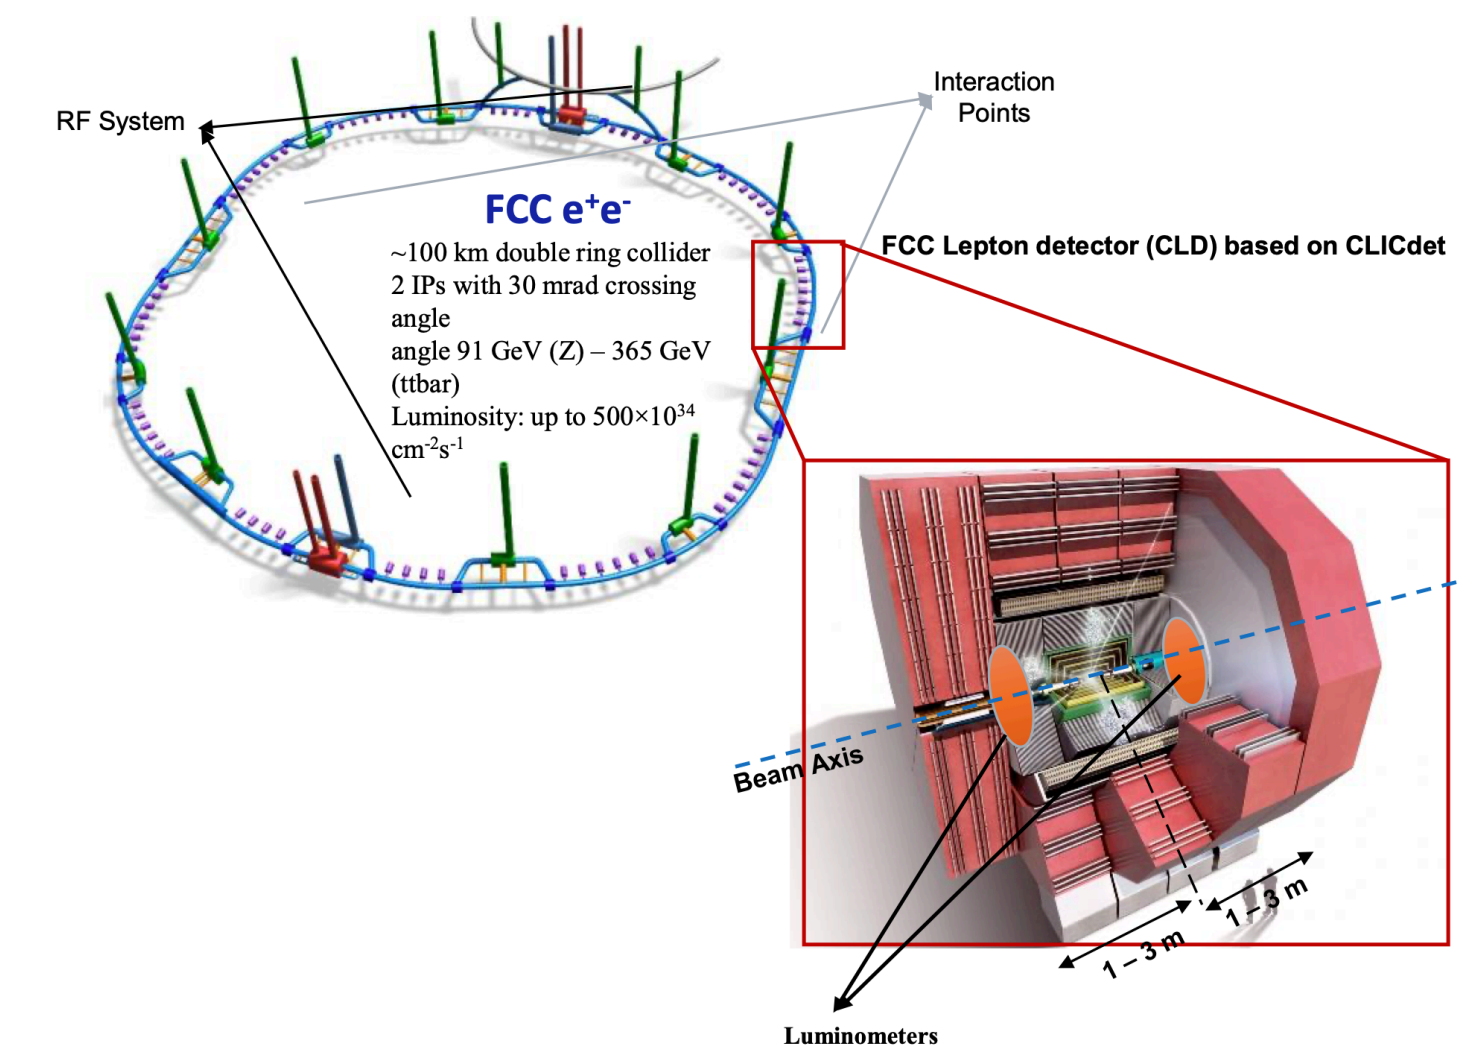 RF System
Interaction
Points
FCC e⁺e⁻
~100 km double ring collider
2 IPs with 30 mrad crossing
angle
angle 91 GeV (Z) – 365 GeV
(ttbar)
Luminosity: up to 500×10³⁴
cm⁻²s⁻¹
FCC Lepton detector (CLD) based on CLICdet
Beam Axis
1 – 3 m
1 – 3 m
Luminometers